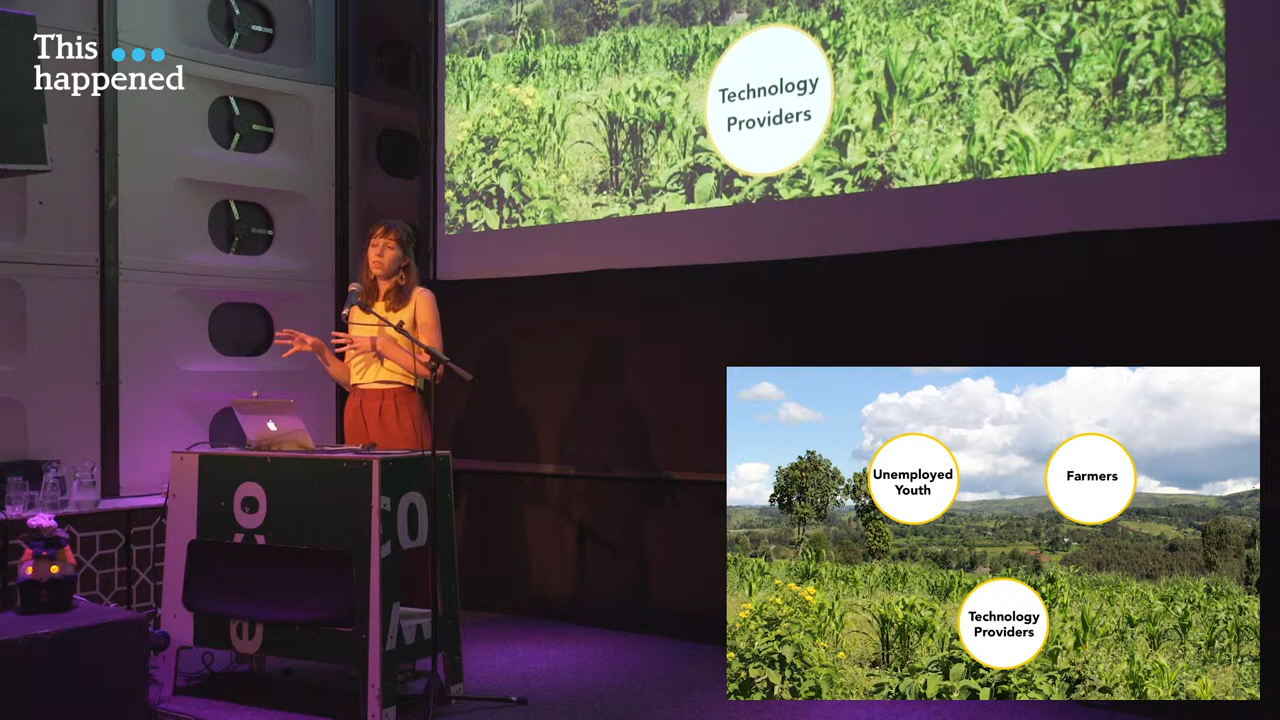 This
happened
Technology
Providers
Unemployed
Youth
Farmers
Technology
Providers